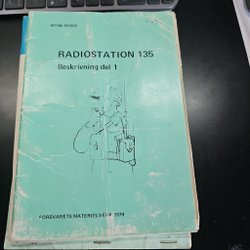 RADIOSTATION 135
Beskrivning del 1
FÖRSVARETS MATERIELVERK 1979